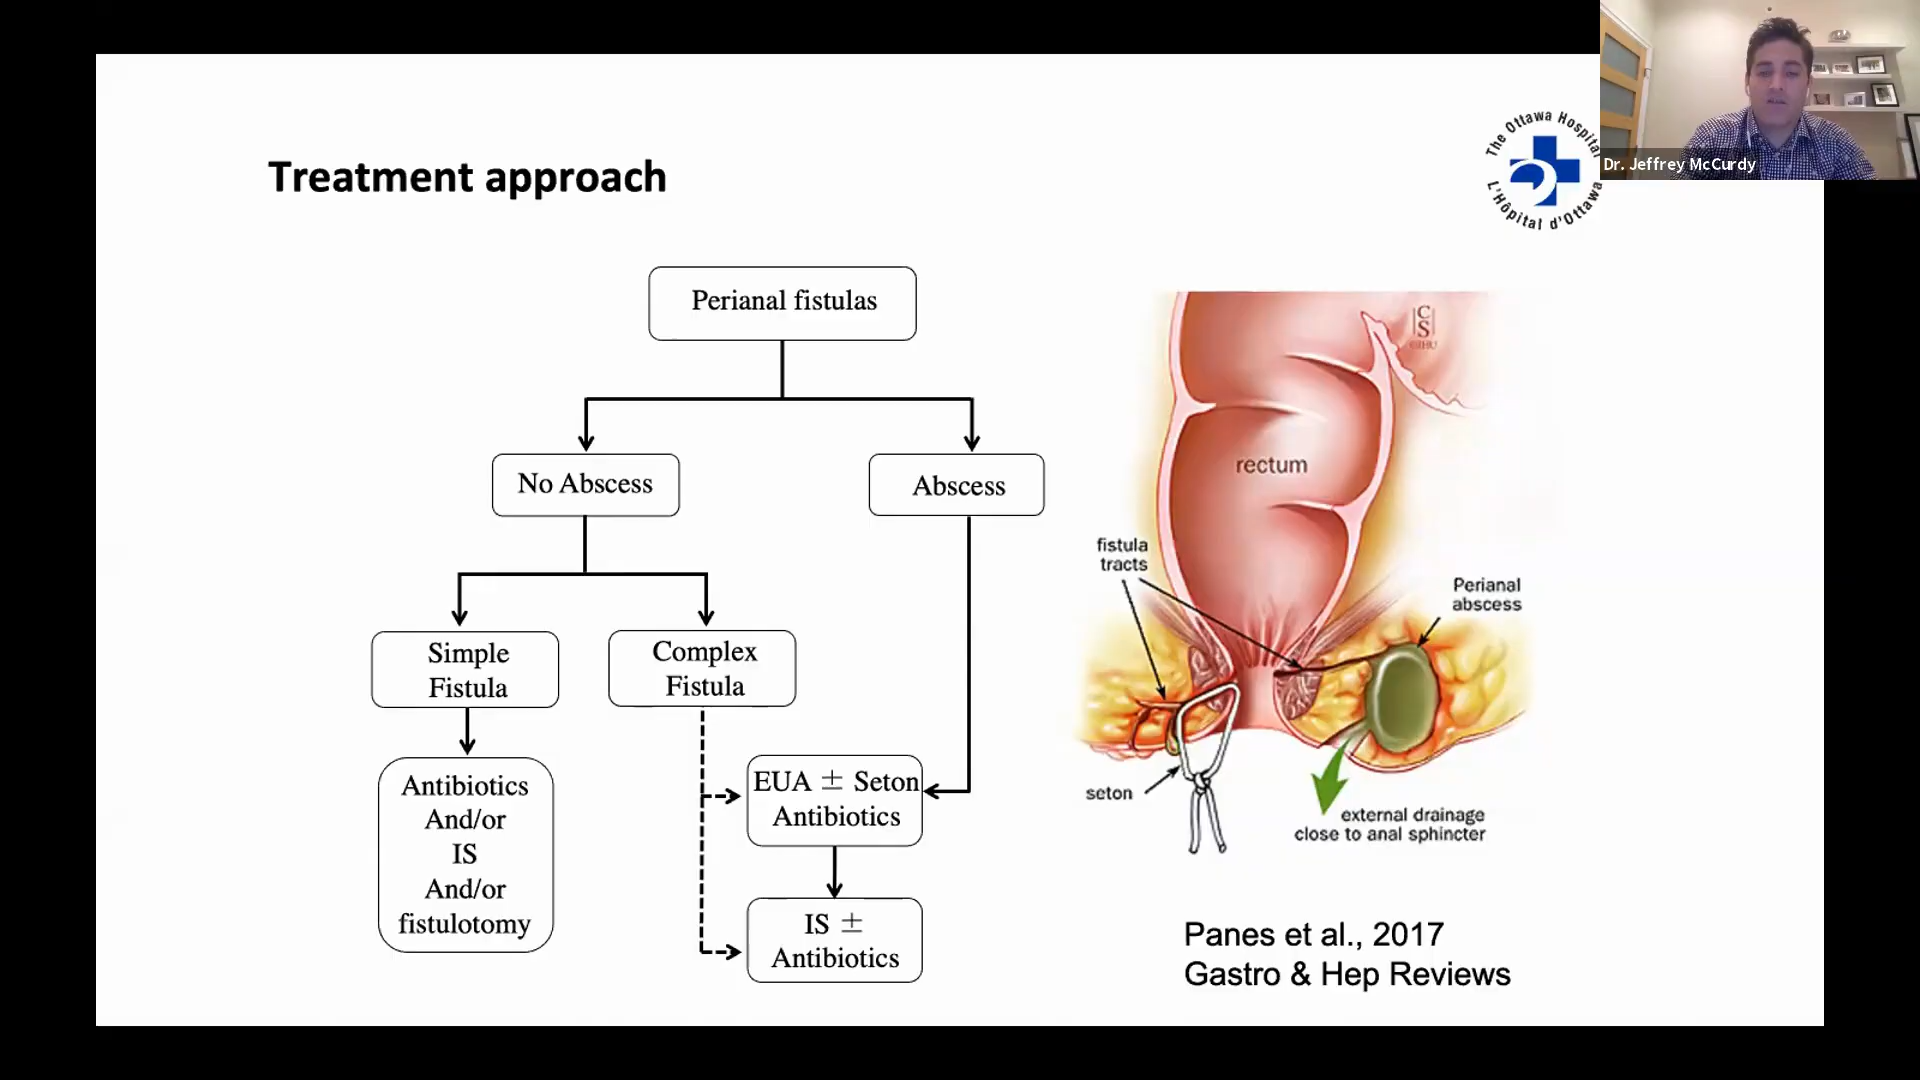 Treatment approach
The Ottawa Hospital
L'Hôpital d'Ottawa
Dr. Jeffrey McCurdy
Perianal fistulas
No Abscess
Abscess
Simple
Fistula
Complex
Fistula
Antibiotics
And/or
IS
And/or
fistulotomy
EUA ± Seton
Antibiotics
IS ±
Antibiotics
C
S
rectum
fistula
tracts
Perianal
abscess
seton
external drainage
close to anal sphincter
Panes et al., 2017
Gastro & Hep Reviews